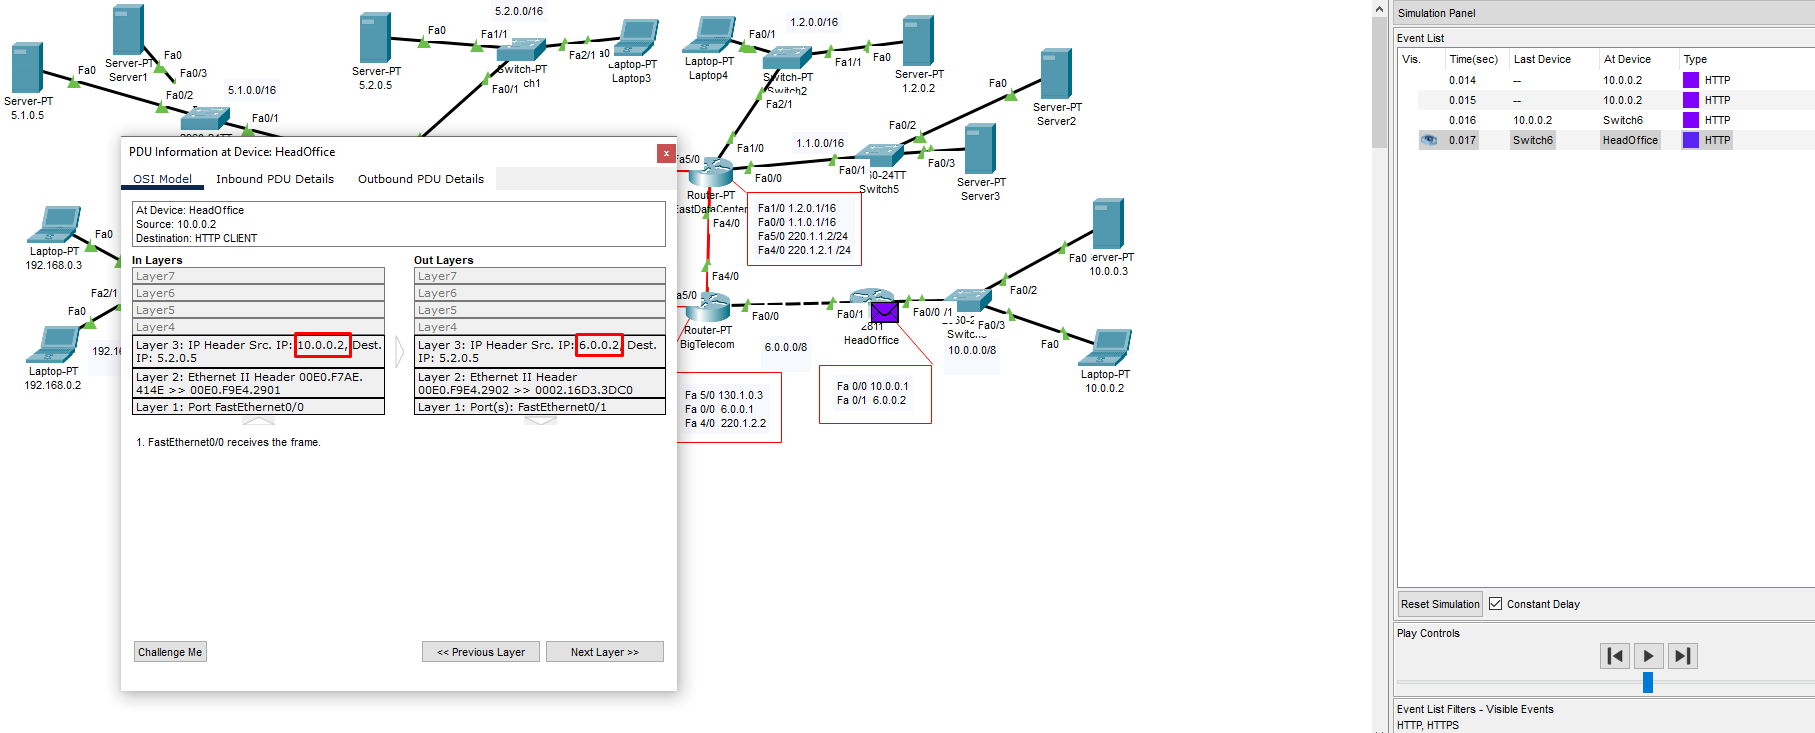 Fa0
Server-PT
Server1
Fa0
Fa0/3
Fa0
Server-PT
5.1.0.5
Fa0/2
5.1.0.0/16
Fa0/1
5.2.0.0/16
Fa0
Server-PT
5.2.0.5
Fa1/1
Switch-PT
Fa0/1
Fa2/1
Laptop-PT
Laptop3
1.2.0.0/16
Laptop-PT
Laptop4
Fa0/1
Switch-PT
Switch2
Fa1/1
Fa0
Fa2/1
Server-PT
1.2.0.2
Fa0
Server-PT
Server2
Fa0/2
1.1.0.0/16
Fa0/1
Switch5
Fa0/3
Server-PT
Server3
Fa1/0
Fa0/0
Router-PT
EastDataCenter
Fa4/0
Fa1/0 1.2.0.1/16
Fa0/0 1.1.0.1/16
Fa5/0 220.1.1.2/24
Fa4/0 220.1.2.1 /24
Fa4/0
Fa0/0
Router-PT
BigTelecom
6.0.0.0/8
Fa0/1
2811
HeadOffice
Fa0/0
Fa0/2
Fa0/3
10.0.0.0/8
Fa0
10.0.0.3
Fa0
Laptop-PT
10.0.0.2
Fa 5/0 130.1.0.3
Fa 0/0 6.0.0.1
Fa 4/0 220.1.2.2
Fa 0/0 10.0.0.1
Fa 0/1 6.0.0.2
Fa0
Laptop-PT
192.168.0.3
Fa2/1
Fa0
Laptop-PT
192.168.0.2
PDU Information at Device: HeadOffice
x
OSI Model
Inbound PDU Details
Outbound PDU Details
At Device: HeadOffice
Source: 10.0.0.2
Destination: HTTP CLIENT
In Layers
Layer7
Layer6
Layer5
Layer4
Layer 3: IP Header Src. IP: 10.0.0.2, Dest.
IP: 5.2.0.5
Layer 2: Ethernet II Header 00E0.F7AE.
414E >> 00E0.F9E4.2901
Layer 1: Port FastEthernet0/0
Out Layers
Layer7
Layer6
Layer5
Layer4
Layer 3: IP Header Src. IP: 6.0.0.2, Dest.
IP: 5.2.0.5
Layer 2: Ethernet II Header
00E0.F9E4.2902 >> 0002.16D3.3DC0
Layer 1: Port(s): FastEthernet0/1
1. FastEthernet0/0 receives the frame.
Challenge Me
<< Previous Layer
Next Layer >>
Simulation Panel
Event List
Vis. Time(sec) Last Device At Device Type
0.014 -- 10.0.0.2 HTTP
0.015 -- 10.0.0.2 HTTP
0.016 10.0.0.2 Switch6 HTTP
0.017 Switch6 HeadOffice HTTP
Reset Simulation
Constant Delay
Play Controls
Event List Filters - Visible Events
HTTP, HTTPS